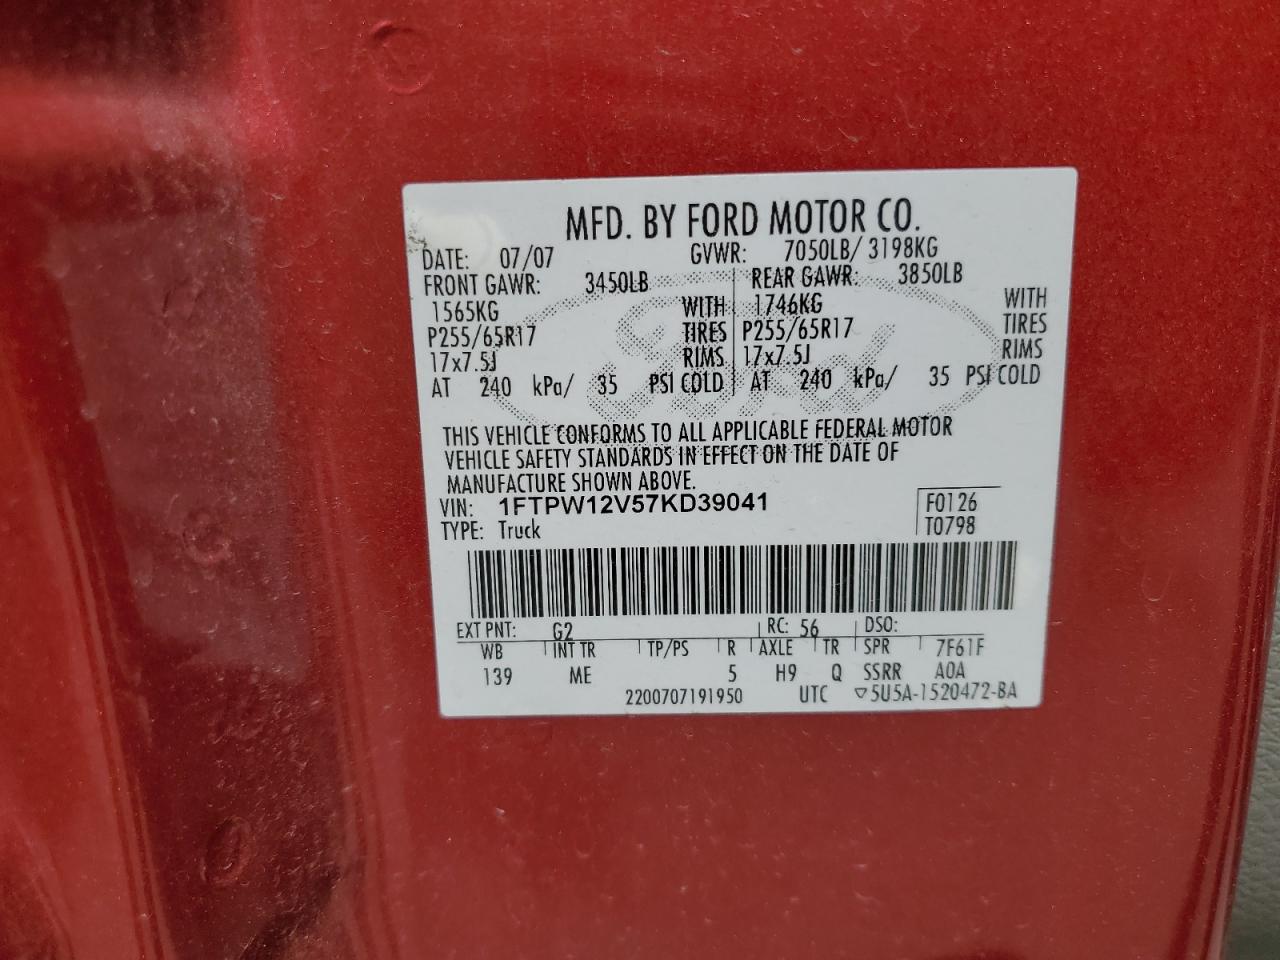 MFD. BY FORD MOTOR CO.
DATE: 07/07 GVWR: 7050LB/ 3198KG
FRONT GAWR: 3450LB REAR GAWR: 3850LB
1565KG WITH 1746KG WITH
P255/65R17 TIRES P255/65R17 TIRES
17x7.5J RIMS 17x7.5J RIMS
AT 240 kPa/ 35 PSI COLD AT 240 kPa/ 35 PSI COLD
Ford
THIS VEHICLE CONFORMS TO ALL APPLICABLE FEDERAL MOTOR
VEHICLE SAFETY STANDARDS IN EFFECT ON THE DATE OF
MANUFACTURE SHOWN ABOVE.
VIN: 1FTPW12V57KD39041 F0126
TYPE: Truck T0798
EXT PNT: G2 RC: 56 DSO:
WB INT TR TP/PS R AXLE TR SPR 7F61F
139 ME 5 H9 Q SSRR A0A
2200707191950 UTC ▽5U5A-1520472-BA